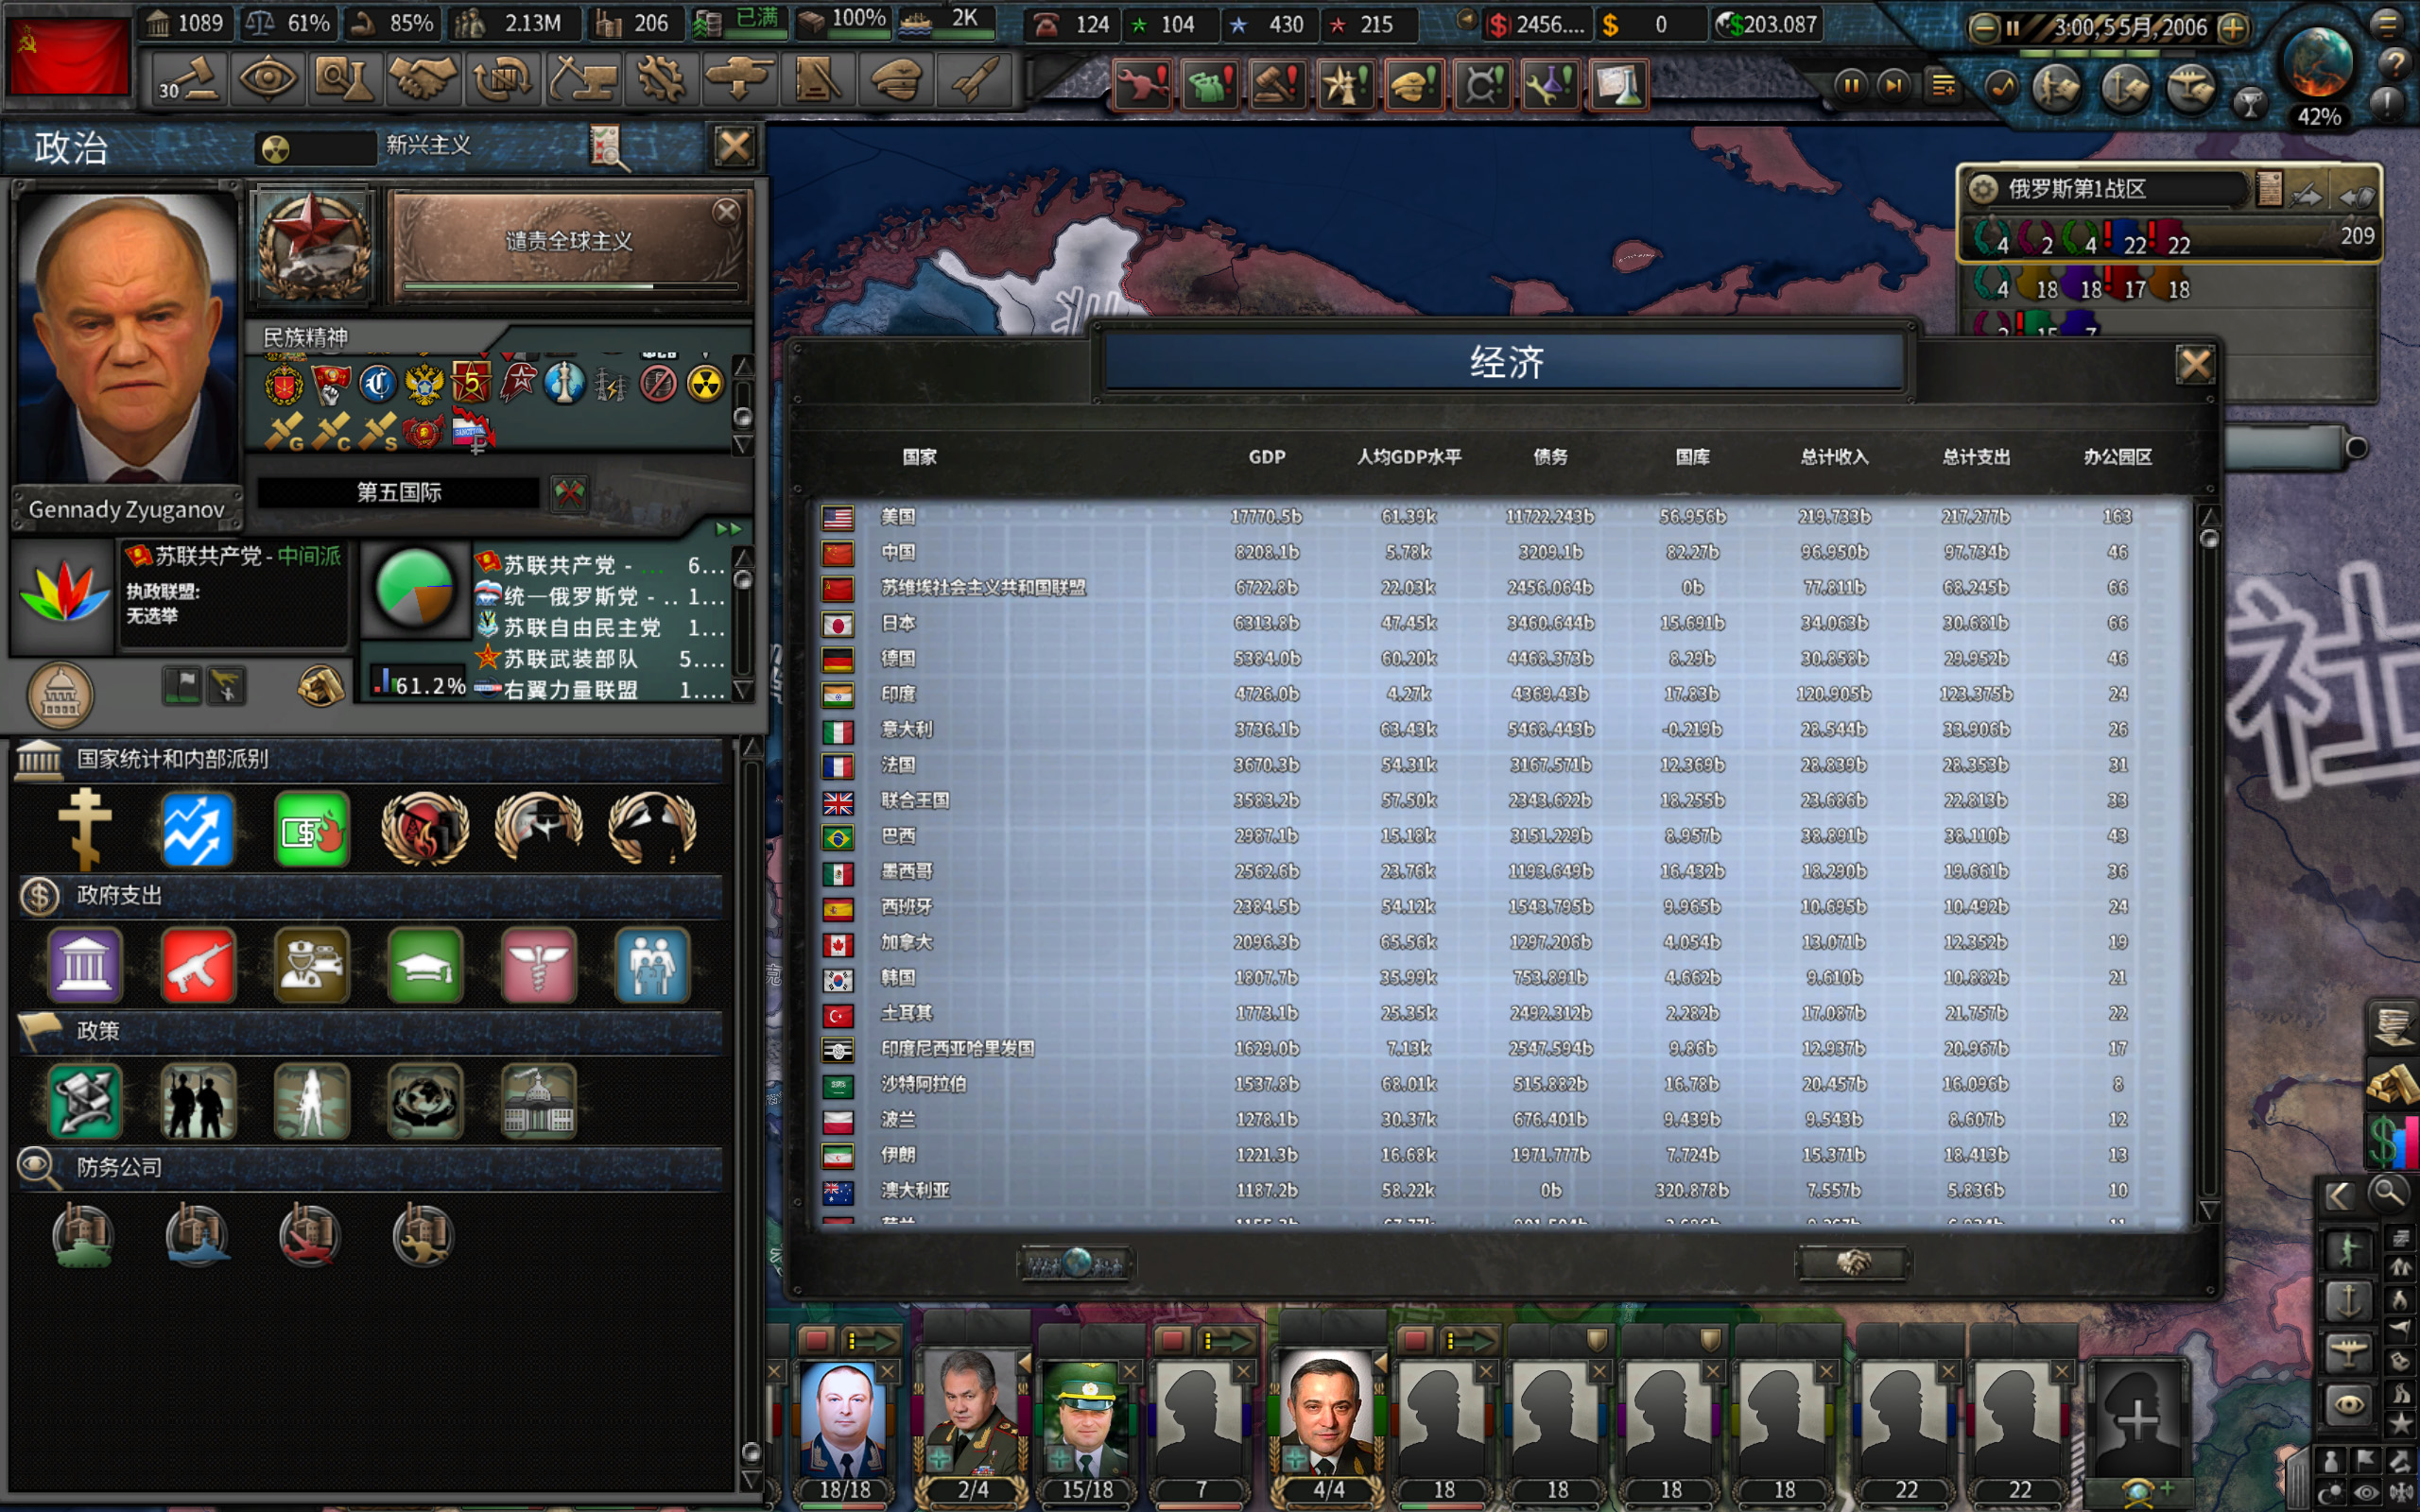 1089 61% 85% 2.13M 206 已满 100% 2K 124 104 430 215 2456.... 0 203.087 3:00, 5 5月, 2006
30
42%
政治 新兴主义
谴责全球主义
民族精神
第五国际
Gennady Zyuganov
苏联共产党 - 中间派
执政联盟:
无选举
苏联共产党 - ... 6...
统一俄罗斯党 - .. 1...
苏联自由民主党 1...
苏联武装部队 5....
右翼力量联盟 1....
61.2%
国家统计和内部派别
政府支出
政策
防务公司
俄罗斯第1战区
4 2 4 22 22 209
4 18 18 17 18
经济
国家 GDP 人均GDP水平 债务 国库 总计收入 总计支出 办公园区
美国 17770.5b 61.39k 11722.243b 56.956b 219.733b 217.277b 163
中国 8208.1b 5.78k 3209.1b 82.27b 96.950b 97.734b 46
苏维埃社会主义共和国联盟 6722.8b 22.03k 2456.064b 0b 77.811b 68.245b 66
日本 6313.8b 47.45k 3460.644b 15.691b 34.063b 30.681b 66
德国 5384.0b 60.20k 4468.373b 8.29b 30.858b 29.952b 46
印度 4726.0b 4.27k 4369.43b 17.83b 120.905b 123.375b 24
意大利 3736.1b 63.43k 5468.443b -0.219b 28.544b 33.906b 26
法国 3670.3b 54.31k 3167.571b 12.369b 28.839b 28.353b 31
联合王国 3583.2b 57.50k 2343.622b 18.255b 23.686b 22.813b 33
巴西 2987.1b 15.18k 3151.229b 8.957b 38.891b 38.110b 43
墨西哥 2562.6b 23.76k 1193.649b 16.432b 18.290b 19.661b 36
西班牙 2384.5b 54.12k 1543.795b 9.965b 10.695b 10.492b 24
加拿大 2096.3b 65.56k 1297.206b 4.054b 13.071b 12.352b 19
韩国 1807.7b 35.99k 753.891b 4.662b 9.610b 10.882b 21
土耳其 1773.1b 25.35k 2492.312b 2.282b 17.087b 21.757b 22
印度尼西亚哈里发国 1629.0b 7.13k 2547.594b 9.86b 12.937b 20.967b 17
沙特阿拉伯 1537.8b 68.01k 515.882b 16.78b 20.457b 16.096b 8
波兰 1278.1b 30.37k 676.401b 9.439b 9.543b 8.607b 12
伊朗 1221.3b 16.68k 1971.777b 7.724b 15.371b 18.413b 13
澳大利亚 1187.2b 58.22k 0b 320.878b 7.557b 5.836b 10
社
18/18 2/4 15/18 7 4/4 18 18 18 18 22 22